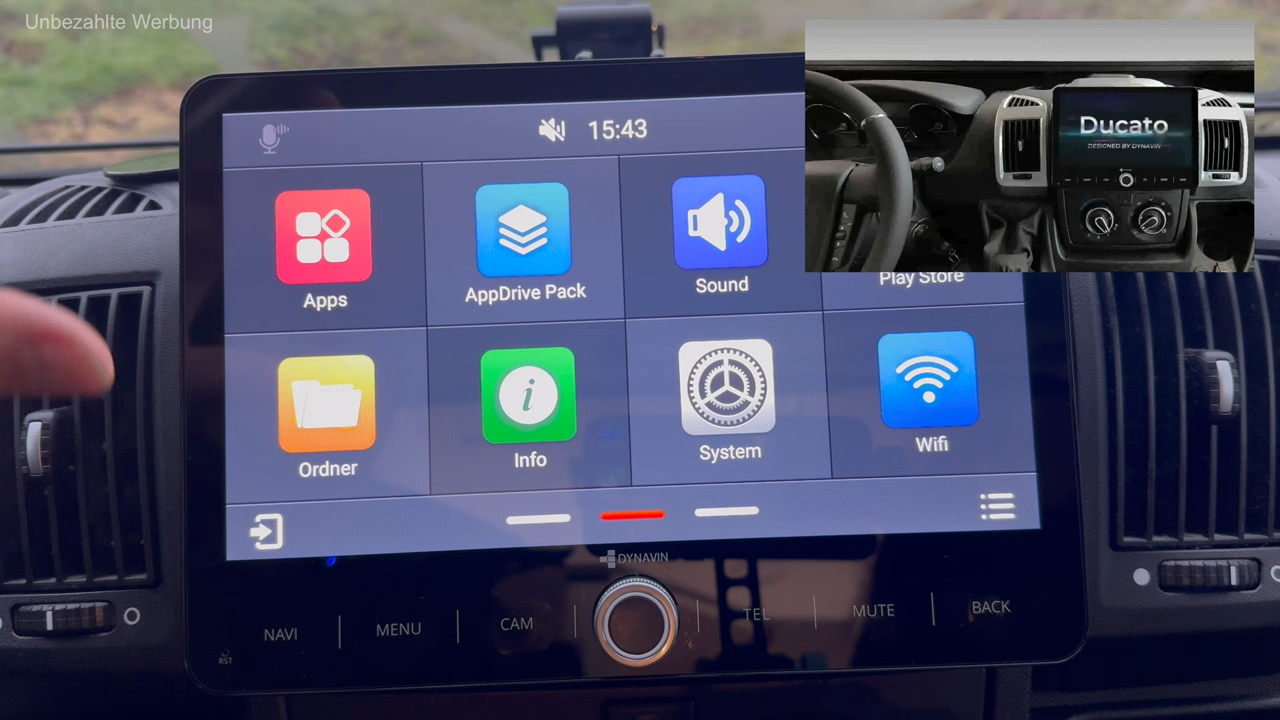 Unbezahlte Werbung
15:43
Ducato
DESIGNED BY DYNAVIN
Apps
AppDrive Pack
Sound
Play Store
Ordner
Info
System
Wifi
DYNAVIN
NAVI
MENU
CAM
TEL
MUTE
BACK
RST